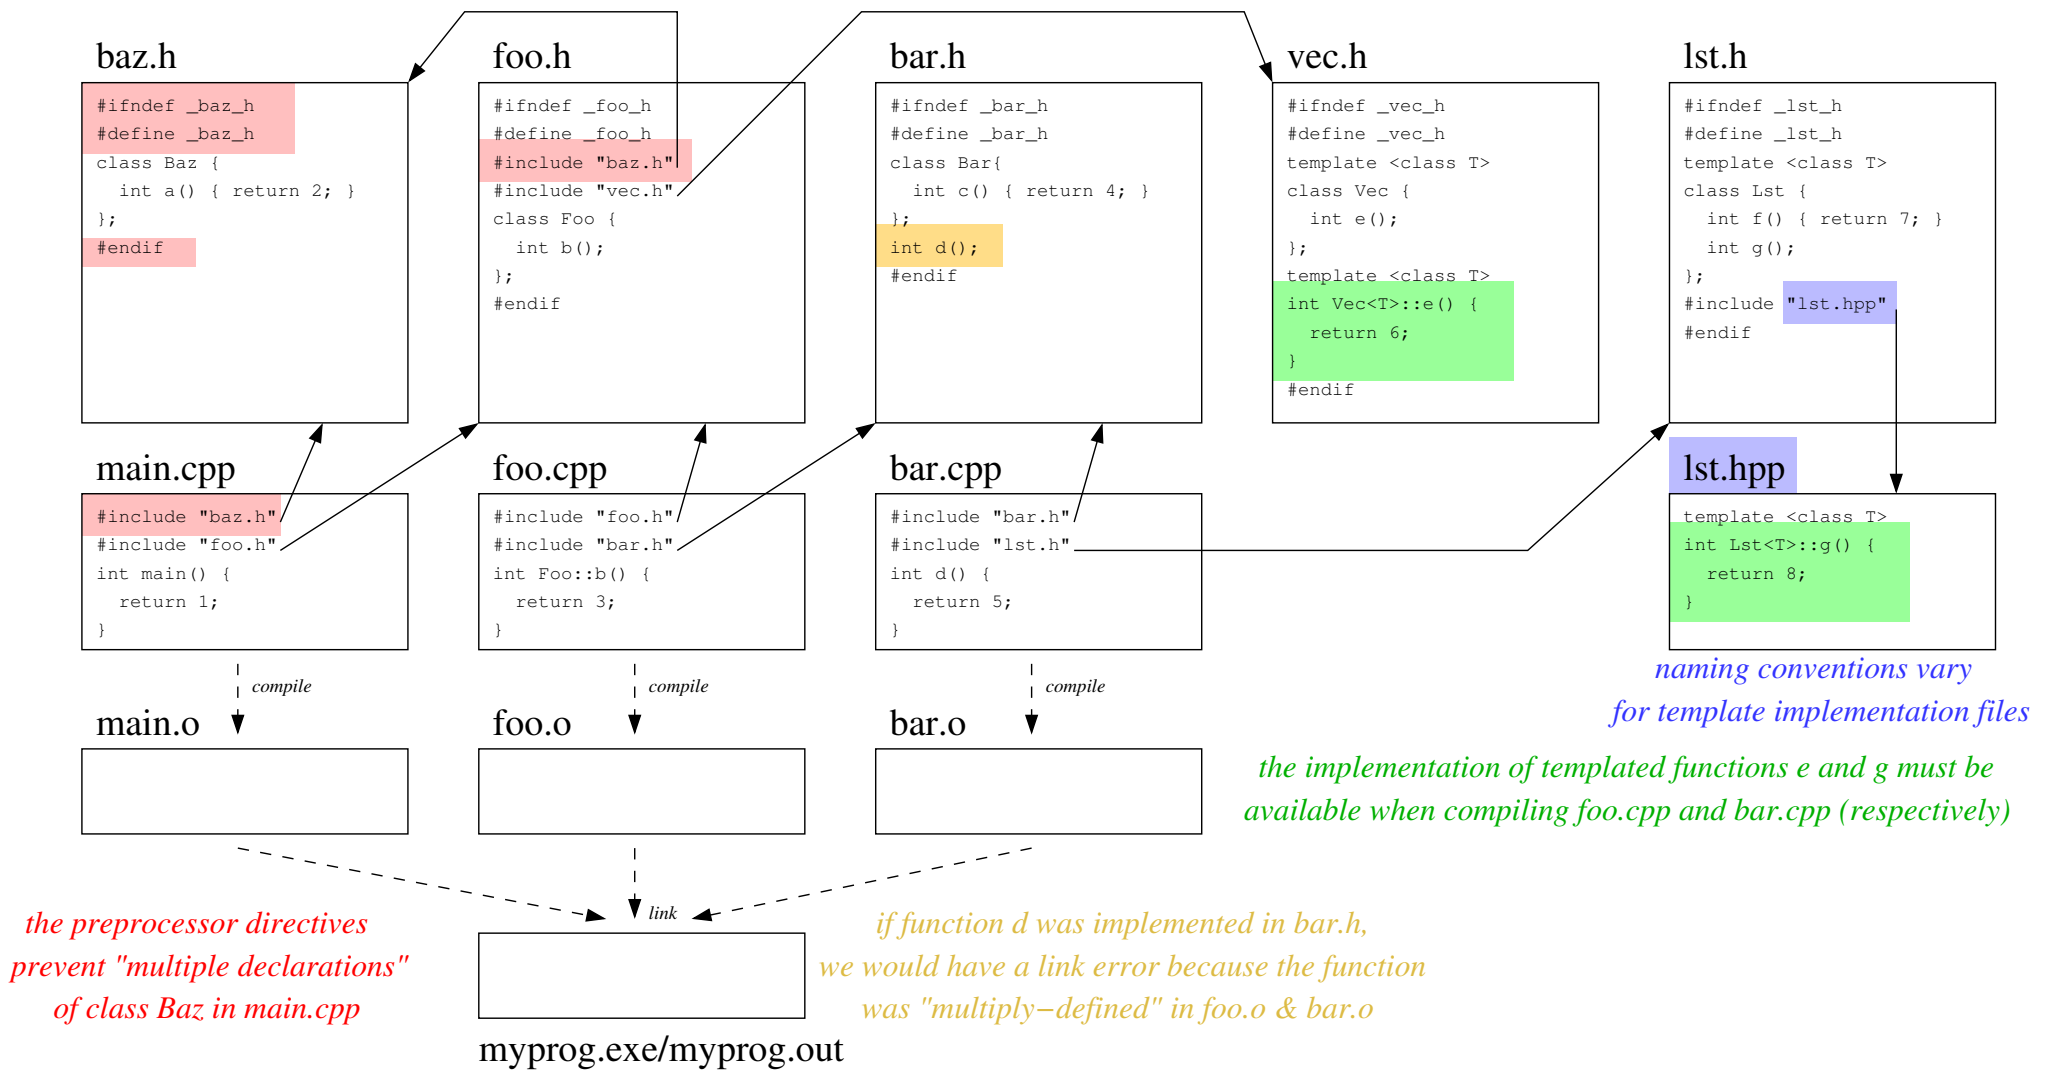 baz.h
#ifndef _baz_h
#define _baz_h
class Baz {
  int a() { return 2; }
};
#endif
foo.h
#ifndef _foo_h
#define _foo_h
#include "baz.h"
#include "vec.h"
class Foo {
  int b();
};
#endif
bar.h
#ifndef _bar_h
#define _bar_h
class Bar{
  int c() { return 4; }
};
int d();
#endif
vec.h
#ifndef _vec_h
#define _vec_h
template <class T>
class Vec {
  int e();
};
template <class T>
int Vec<T>::e() {
  return 6;
}
#endif
lst.h
#ifndef _lst_h
#define _lst_h
template <class T>
class Lst {
  int f() { return 7; }
  int g();
};
#include "lst.hpp"
#endif
main.cpp
#include "baz.h"
#include "foo.h"
int main() {
  return 1;
}
foo.cpp
#include "foo.h"
#include "bar.h"
int Foo::b() {
  return 3;
}
bar.cpp
#include "bar.h"
#include "lst.h"
int d() {
  return 5;
}
lst.hpp
template <class T>
int Lst<T>::g() {
  return 8;
}
naming conventions vary
for template implementation files
compile
compile
compile
main.o
foo.o
bar.o
the implementation of templated functions e and g must be
available when compiling foo.cpp and bar.cpp (respectively)
link
the preprocessor directives
prevent "multiple declarations"
of class Baz in main.cpp
if function d was implemented in bar.h,
we would have a link error because the function
was "multiply−defined" in foo.o & bar.o
myprog.exe/myprog.out